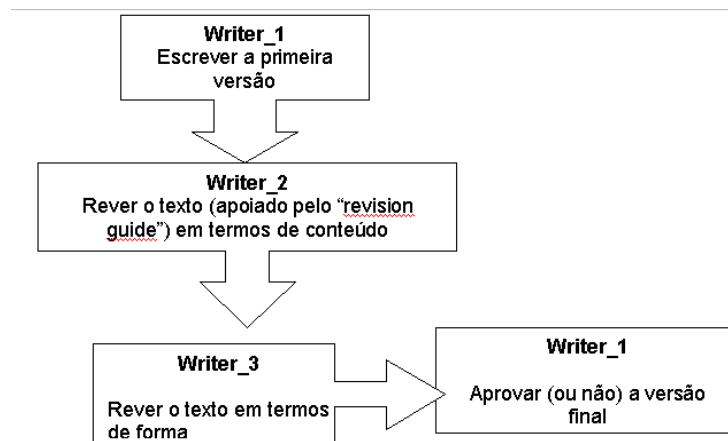 Writer_1
Escrever a primeira
versão
Writer_2
Rever o texto (apoiado pelo “revision
guide”) em termos de conteúdo
Writer_3
Rever o texto em termos
de forma
Writer_1
Aprovar (ou não) a versão
final